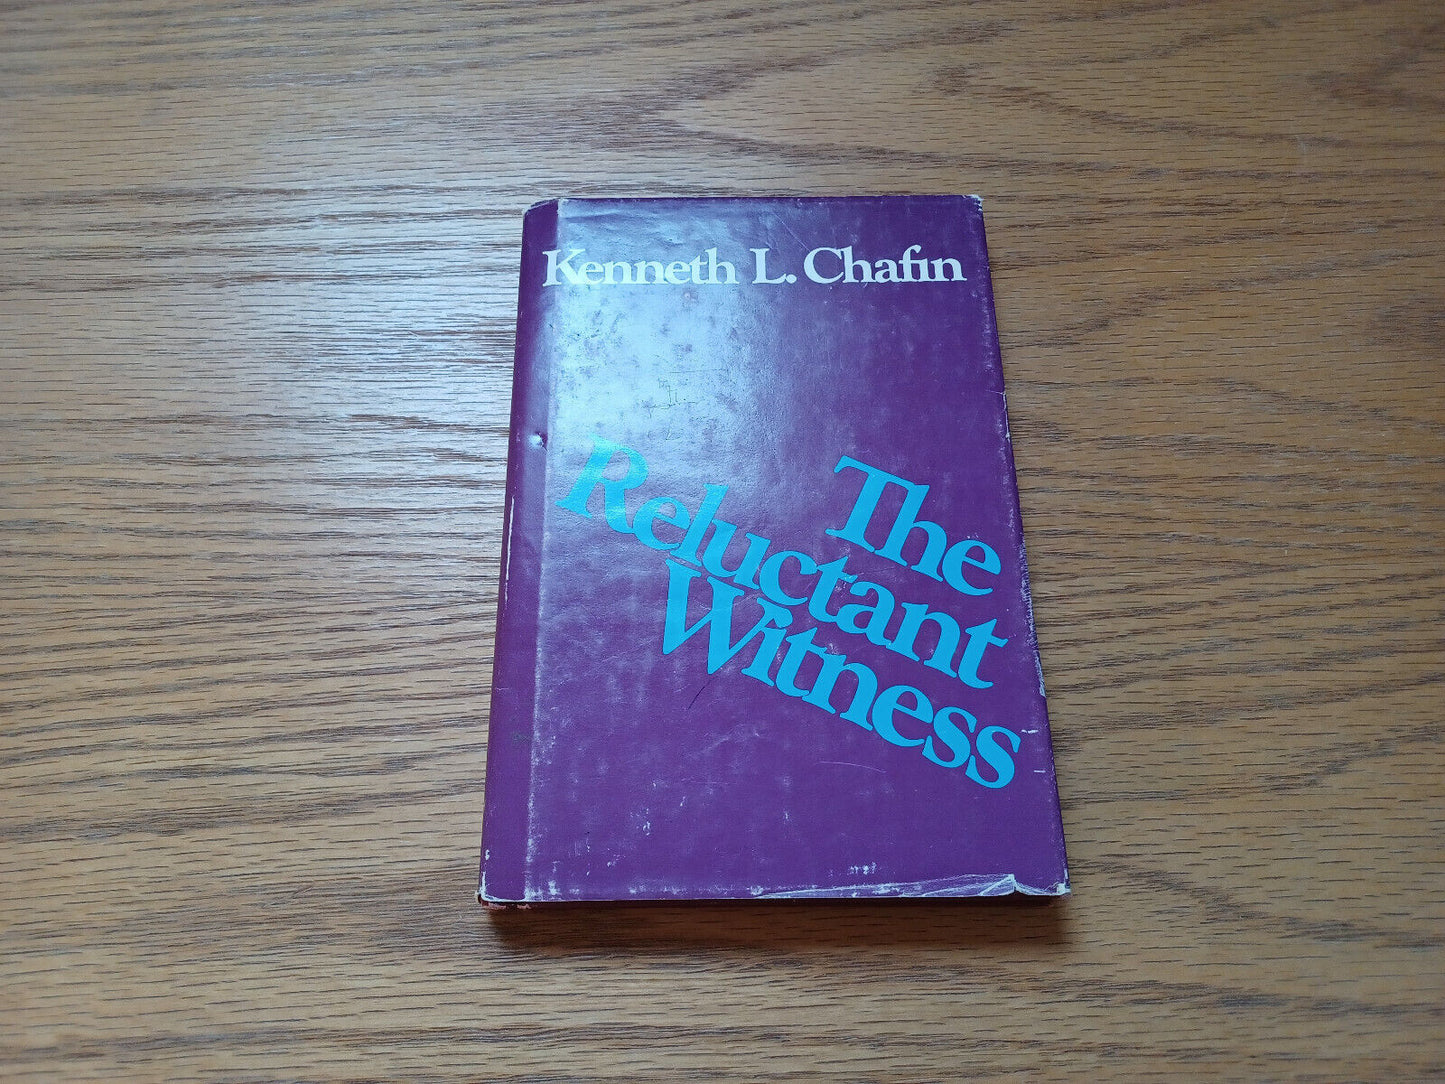 Kenneth L. Chafin
The
Reluctant
Witness